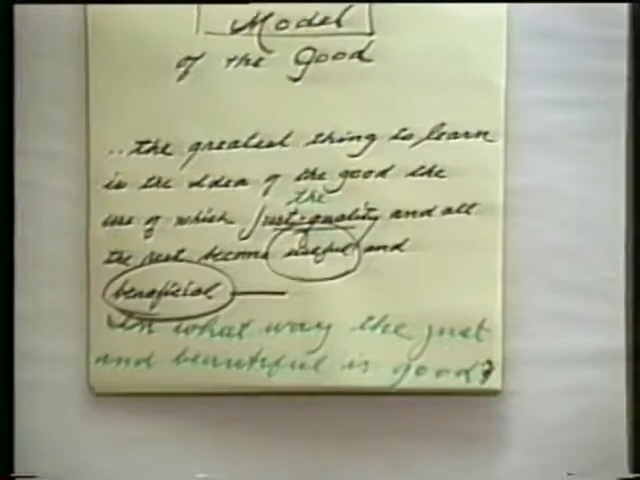 Model
of the Good
..the greatest thing to learn
is the idea of the good the
the
use of which just-quality and all
the rest become useful and
beneficial —
In what way the just
and beautiful is good?